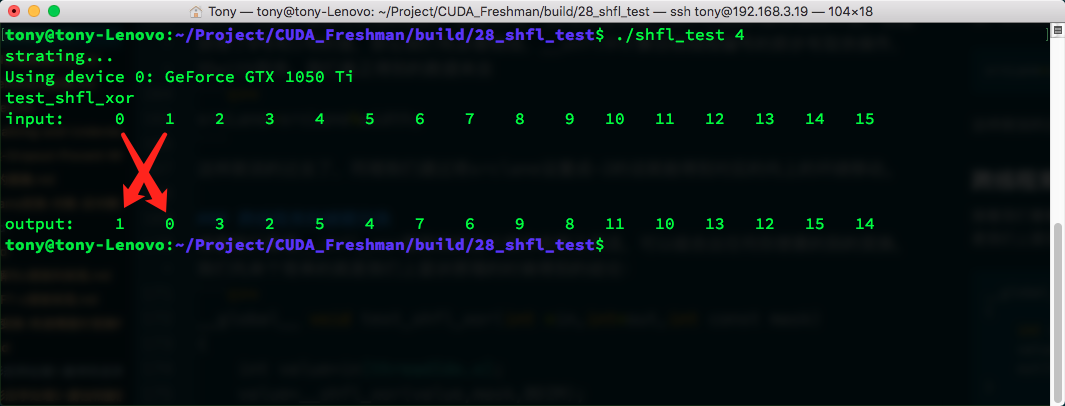 Tony — tony@tony-Lenovo: ~/Project/CUDA_Freshman/build/28_shfl_test — ssh tony@192.168.3.19 — 104×18
tony@tony-Lenovo:~/Project/CUDA_Freshman/build/28_shfl_test$ ./shfl_test 4
strating...
Using device 0: GeForce GTX 1050 Ti
test_shfl_xor
input: 0 1 2 3 4 5 6 7 8 9 10 11 12 13 14 15
output: 1 0 3 2 5 4 7 6 9 8 11 10 13 12 15 14
tony@tony-Lenovo:~/Project/CUDA_Freshman/build/28_shfl_test$